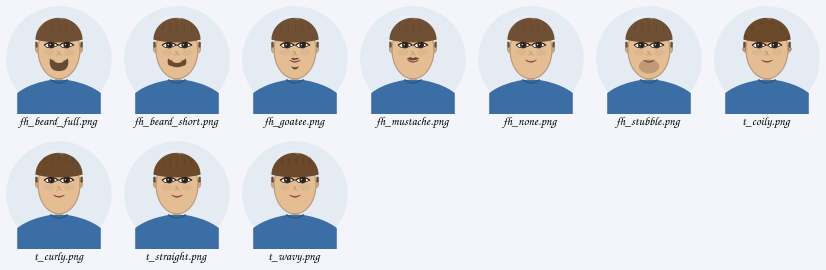 fh_beard_full.png
fh_beard_short.png
fh_goatee.png
fh_mustache.png
fh_none.png
fh_stubble.png
t_coily.png
t_curly.png
t_straight.png
t_wavy.png